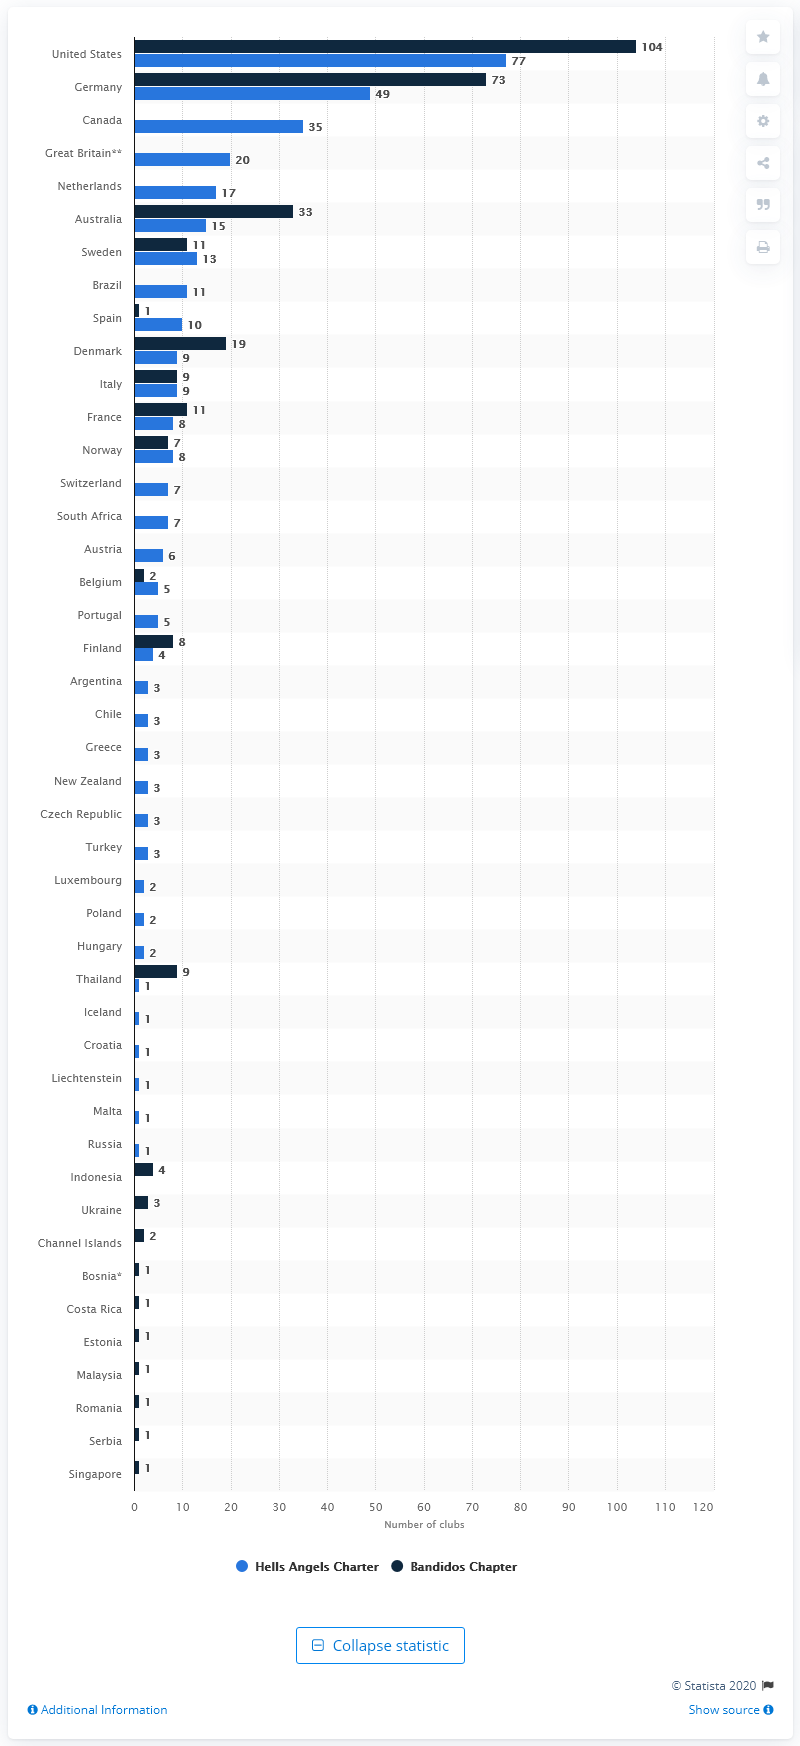 United States 104
77
Germany 73
49
Canada 35
Great Britain** 20
Netherlands 17
Australia 33
15
Sweden 11
13
Brazil 11
Spain 1
10
Denmark 19
9
Italy 9
9
France 11
8
Norway 7
8
Switzerland 7
South Africa 7
Austria 6
Belgium 2
5
Portugal 5
Finland 8
4
Argentina 3
Chile 3
Greece 3
New Zealand 3
Czech Republic 3
Turkey 3
Luxembourg 2
Poland 2
Hungary 2
Thailand 9
1
Iceland 1
Croatia 1
Liechtenstein 1
Malta 1
Russia 1
Indonesia 4
Ukraine 3
Channel Islands 2
Bosnia* 1
Costa Rica 1
Estonia 1
Malaysia 1
Romania 1
Serbia 1
Singapore 1
0 10 20 30 40 50 60 70 80 90 100 110 120
Number of clubs
Hells Angels Charter Bandidos Chapter
Collapse statistic
© Statista 2020
Additional Information Show source